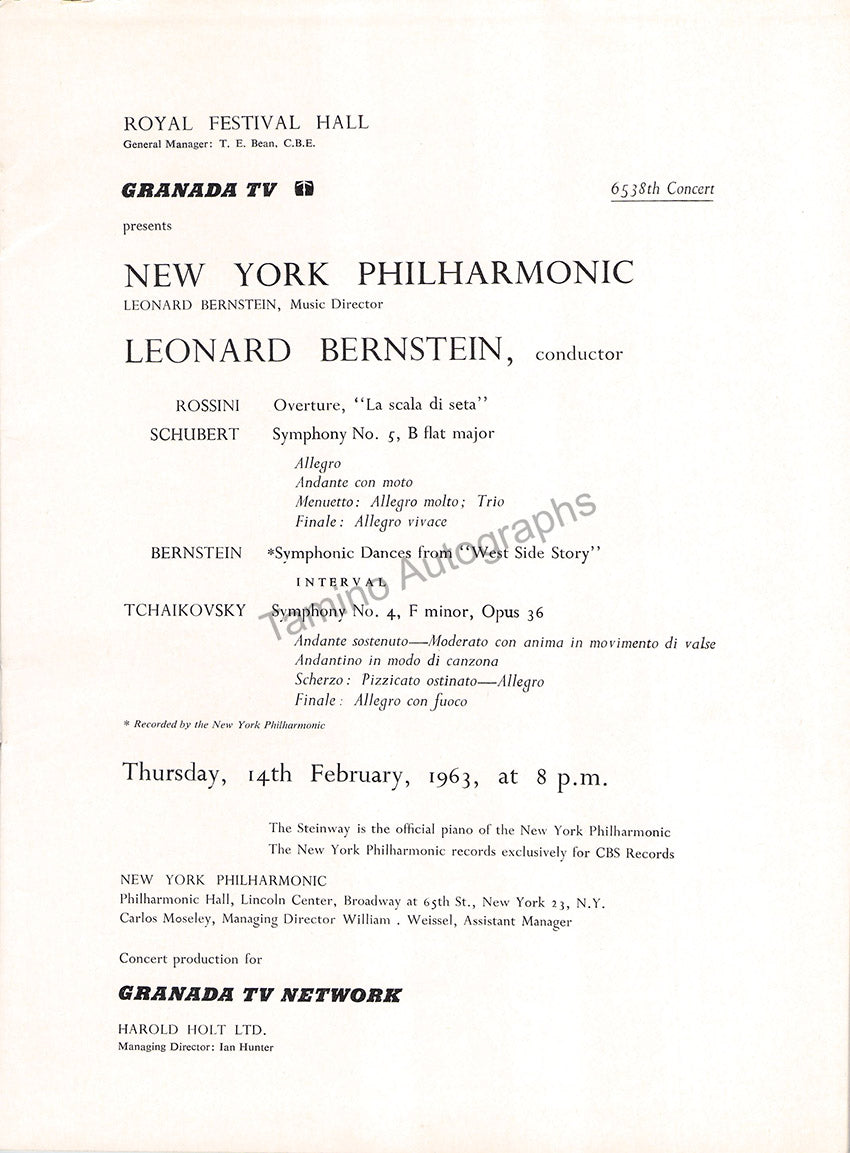 ROYAL FESTIVAL HALL
General Manager: T. E. Bean, C.B.E.
GRANADA TV
6538th Concert
presents
NEW YORK PHILHARMONIC
LEONARD BERNSTEIN, Music Director
LEONARD BERNSTEIN, conductor
ROSSINI Overture, “La scala di seta”
SCHUBERT Symphony No. 5, B flat major
Allegro
Andante con moto
Menuetto: Allegro molto; Trio
Finale: Allegro vivace
BERNSTEIN *Symphonic Dances from “West Side Story”
INTERVAL
TCHAIKOVSKY Symphony No. 4, F minor, Opus 36
Andante sostenuto—Moderato con anima in movimento di valse
Andantino in modo di canzona
Scherzo: Pizzicato ostinato—Allegro
Finale: Allegro con fuoco
* Recorded by the New York Philharmonic
Thursday, 14th February, 1963, at 8 p.m.
The Steinway is the official piano of the New York Philharmonic
The New York Philharmonic records exclusively for CBS Records
NEW YORK PHILHARMONIC
Philharmonic Hall, Lincoln Center, Broadway at 65th St., New York 23, N.Y.
Carlos Moseley, Managing Director William . Weissel, Assistant Manager
Concert production for
GRANADA TV NETWORK
HAROLD HOLT LTD.
Managing Director: Ian Hunter
Tamino Autographs